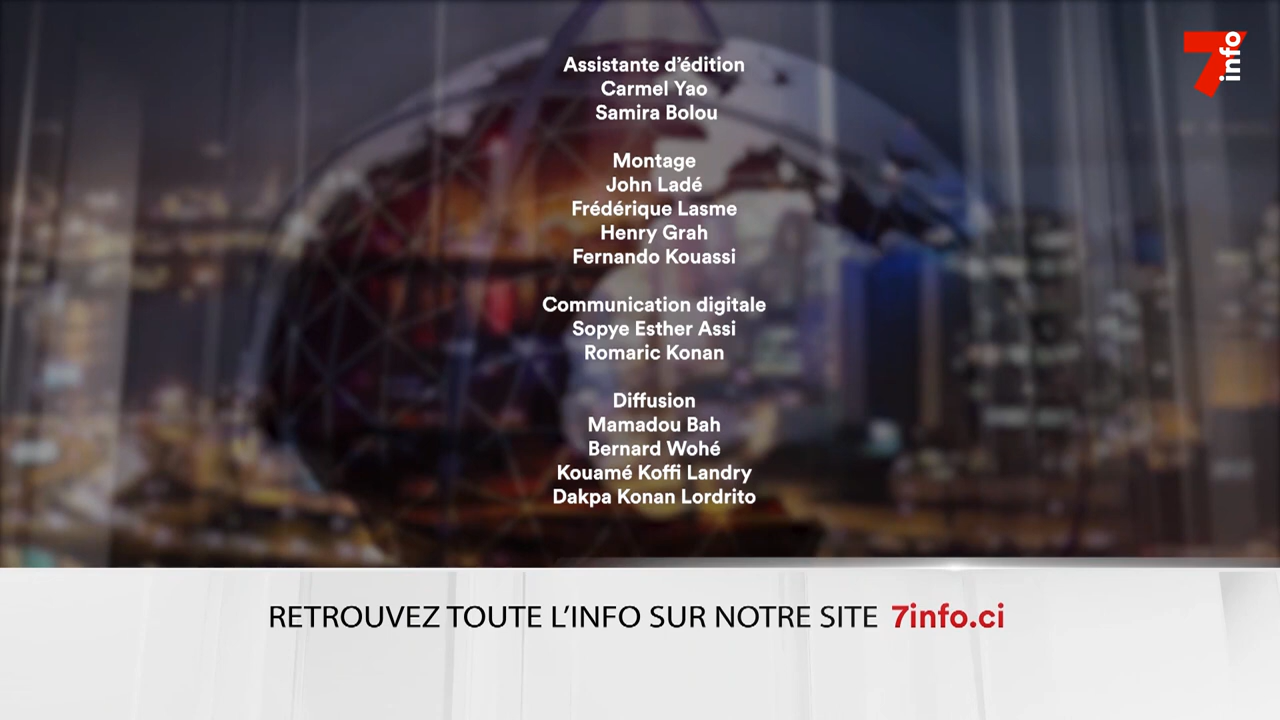 7info
Assistante d’édition
Carmel Yao
Samira Bolou
Montage
John Ladé
Frédérique Lasme
Henry Grah
Fernando Kouassi
Communication digitale
Sopye Esther Assi
Romaric Konan
Diffusion
Mamadou Bah
Bernard Wohé
Kouamé Koffi Landry
Dakpa Konan Lordrito
RETROUVEZ TOUTE L’INFO SUR NOTRE SITE 7info.ci